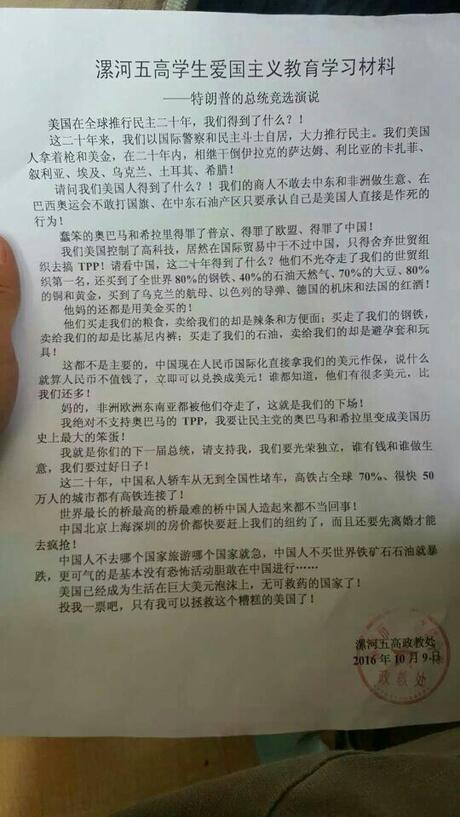 漯河五高学生爱国主义教育学习材料
——特朗普的总统竞选演说
美国在全球推行民主二十年，我们得到了什么？！
这二十年来，我们以国际警察和民主斗士自居，大力推行民主。我们美国
人拿着枪和美金，在二十年内，相继干倒伊拉克的萨达姆、利比亚的卡扎菲、
叙利亚、埃及、乌克兰、土耳其、希腊！
请问我们美国人得到了什么？！我们的商人不敢去中东和非洲做生意、在
巴西奥运会不敢打国旗、在中东石油产区只要承认自己是美国人直接是作死的
行为！
蠢笨的奥巴马和希拉里得罪了普京、得罪了欧盟、得罪了中国！
我们美国控制了高科技，居然在国际贸易中干不过中国，只得舍弃世贸组
织去搞 TPP！请看中国，这二十年得到了什么？他们不光夺走了我们的世贸组
织第一名，还买到了全世界 80%的钢铁、40%的石油天然气、70%的大豆、80%
的铜和黄金，买到了乌克兰的航母、以色列的导弹、德国的机床和法国的红酒！
他妈的还都是用美金买的！
他们买走了我们的粮食，卖给我们的却是辣条和方便面；买走了我们的钢铁，
卖给我们的却是比基尼内裤；买走了我们的石油，卖给我们的却是避孕套和玩
具！
这都不是主要的，中国现在人民币国际化直接拿我们的美元作保，说什么
就算人民币不值钱了，立即可以兑换成美元！谁都知道，他们有很多美元，比
我们还多！
妈的，非洲欧洲东南亚都被他们夺走了，这就是我们的下场！
我绝对不支持奥巴马的 TPP，我要让民主党的奥巴马和希拉里变成美国历
史上最大的笨蛋！
我就是你们的下一届总统，请支持我，我们要光荣独立，谁有钱和谁做生
意，我们要过好日子！
这二十年，中国私人轿车从无到全国性堵车，高铁占全球 70%、很快 50
万人的城市都有高铁连接了！
世界最长的桥最高的桥最难的桥中国人造起来都不当回事！
中国北京上海深圳的房价都快要赶上我们的纽约了，而且还要先离婚才能
去疯抢！
中国人不去哪个国家旅游哪个国家就急，中国人不买世界铁矿石石油就暴
跌，更可气的是基本没有恐怖活动胆敢在中国进行……
美国已经成为生活在巨大美元泡沫上，无可救药的国家了！
投我一票吧，只有我可以拯救这个糟糕的美国了！
漯河五高政教处
2016 年 10 月 9 日
政教处